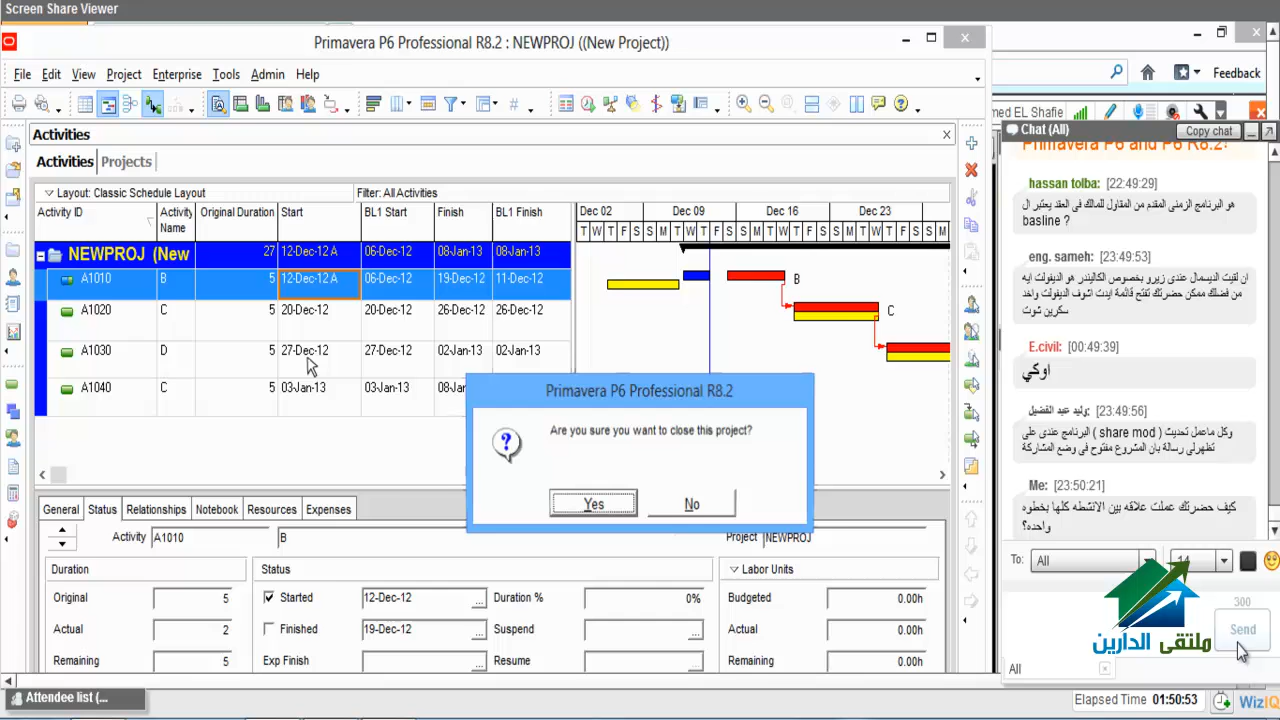 Screen Share Viewer
Primavera P6 Professional R8.2 : NEWPROJ ((New Project))
File Edit View Project Enterprise Tools Admin Help
Activities
Activities Projects
Layout: Classic Schedule Layout Filter: All Activities
Activity ID Activity Name Original Duration Start BL1 Start Finish BL1 Finish
Dec 02 Dec 09 Dec 16 Dec 23
T W T F S S M T W T F S S M T W T F S S M T W T F S S M
NEWPROJ (New 27 12-Dec-12 A 06-Dec-12 08-Jan-13 08-Jan-13
A1010 B 5 12-Dec-12 A 06-Dec-12 19-Dec-12 11-Dec-12 B
A1020 C 5 20-Dec-12 20-Dec-12 26-Dec-12 26-Dec-12 C
A1030 D 5 27-Dec-12 27-Dec-12 02-Jan-13 02-Jan-13
A1040 C 5 03-Jan-13 03-Jan-13 08-J
Primavera P6 Professional R8.2
Are you sure you want to close this project?
Yes No
General Status Relationships Notebook Resources Expenses
Activity A1010 B Project NEWPROJ
Duration Status Labor Units
Original 5 Started 12-Dec-12 ... Duration % 0% Budgeted 0.00h
Actual 2 Finished 19-Dec-12 ... Suspend ... Actual 0.00h
Remaining 5 Exp Finish ... Resume ... Remaining 0.00h
Attendee list (...
Feedback
ed EL Shafie
Chat (All) Copy chat
Primavera P6 and P6 R8.2!
hassan tolba: [22:49:29]
هو البرنامج الزمنى المقدم من المقاول للمالك فى العقد يعتبر ال
basline ?
eng. sameh: [23:49:53]
ان لقيت الديسمال عندى زيرو بخصوص الكاليندر هو الديفولت ايه
من فضلك ممكن حضرتك تفتح قائمة ايدت اشوف الديفولت واخد
سكرين شوت
E.civil: [00:49:39]
اوكي
وليد عبد الفضيل: [23:49:56]
وكل ماعمل تحديث ( share mod ) البرنامج عندى على
تظهرلى رسالة بان المشروع مفتوح فى وضع المشاركة
Me: [23:50:21]
كيف حضرتك عملت علاقه بين الانشطه كلها بخطوه
واحده؟
To: All 14
300
Send
ملتقى الدارين
All
Elapsed Time 01:50:53 WizIQ